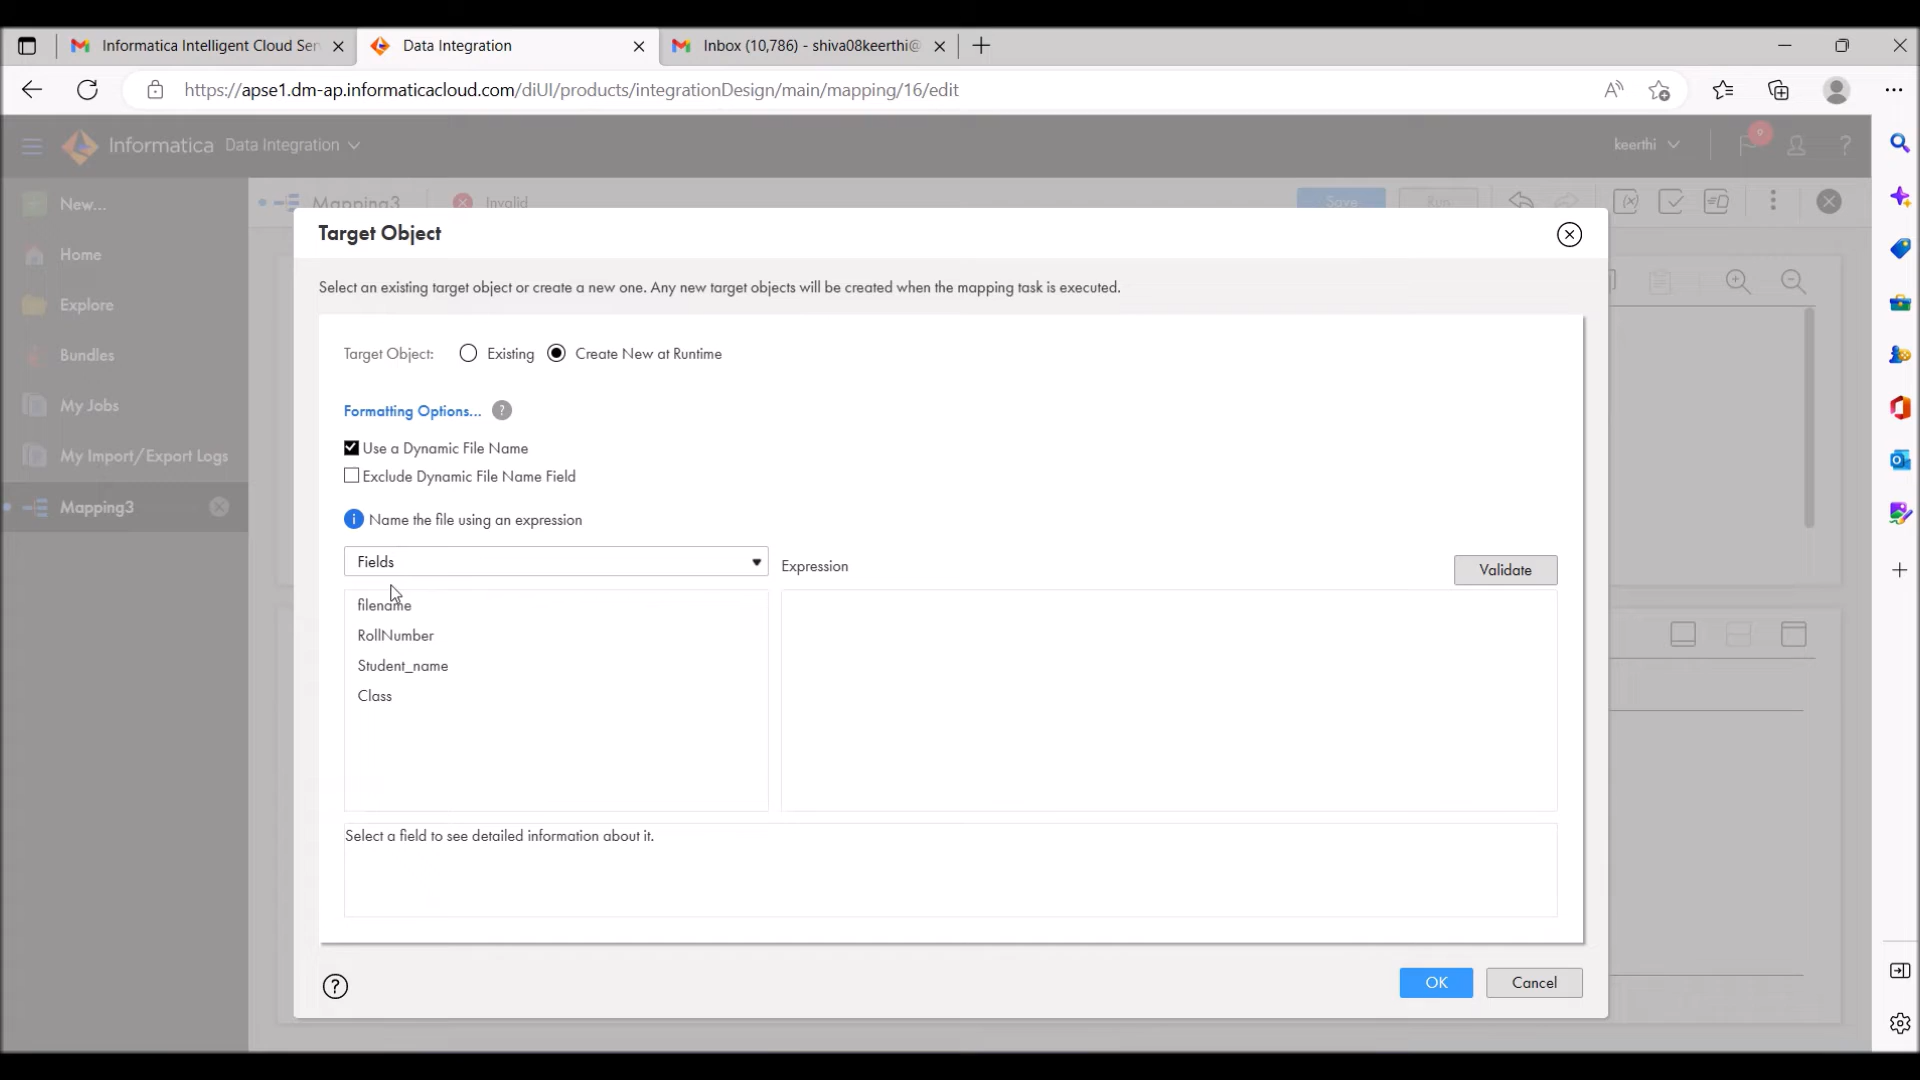 Informatica Intelligent Cloud Ser
Data Integration
Inbox (10,786) - shiva08keerthi@
https://apse1.dm-ap.informaticacloud.com/diUI/products/integrationDesign/main/mapping/16/edit
Informatica Data Integration
keerthi
9
?
New...
Home
Explore
Bundles
My Jobs
My Import/Export Logs
Mapping3
Mapping3
Invalid
Save
Run
Target Object
Select an existing target object or create a new one. Any new target objects will be created when the mapping task is executed.
Target Object: Existing Create New at Runtime
Formatting Options... ?
Use a Dynamic File Name
Exclude Dynamic File Name Field
i Name the file using an expression
Fields
Expression
Validate
filename
RollNumber
Student_name
Class
Select a field to see detailed information about it.
?
OK
Cancel